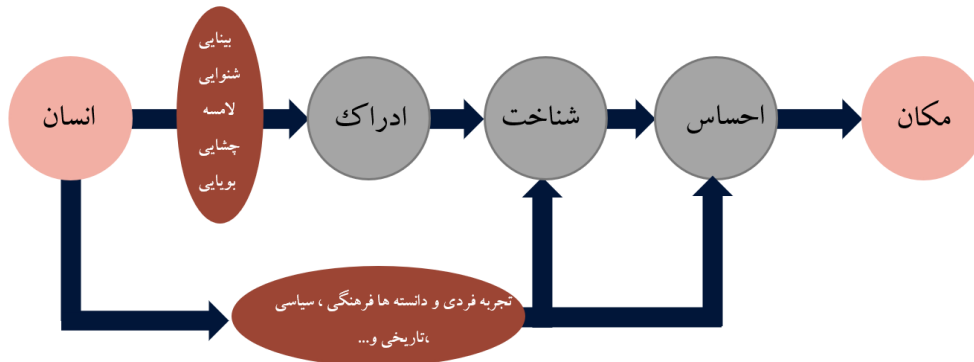 انسان
بینایی
شنوایی
لامسه
چشایی
بویایی
ادراک
شناخت
احساس
مکان
تجربه فردی و دانسته ها فرهنگی ، سیاسی
،تاریخی و...